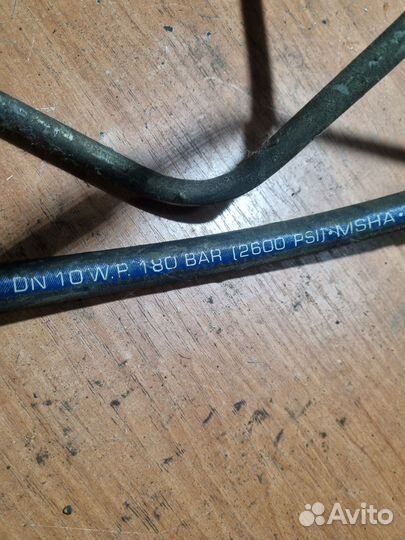 DN 10 W.P. 180 BAR (2600 PSI)•MSHA•
Avito